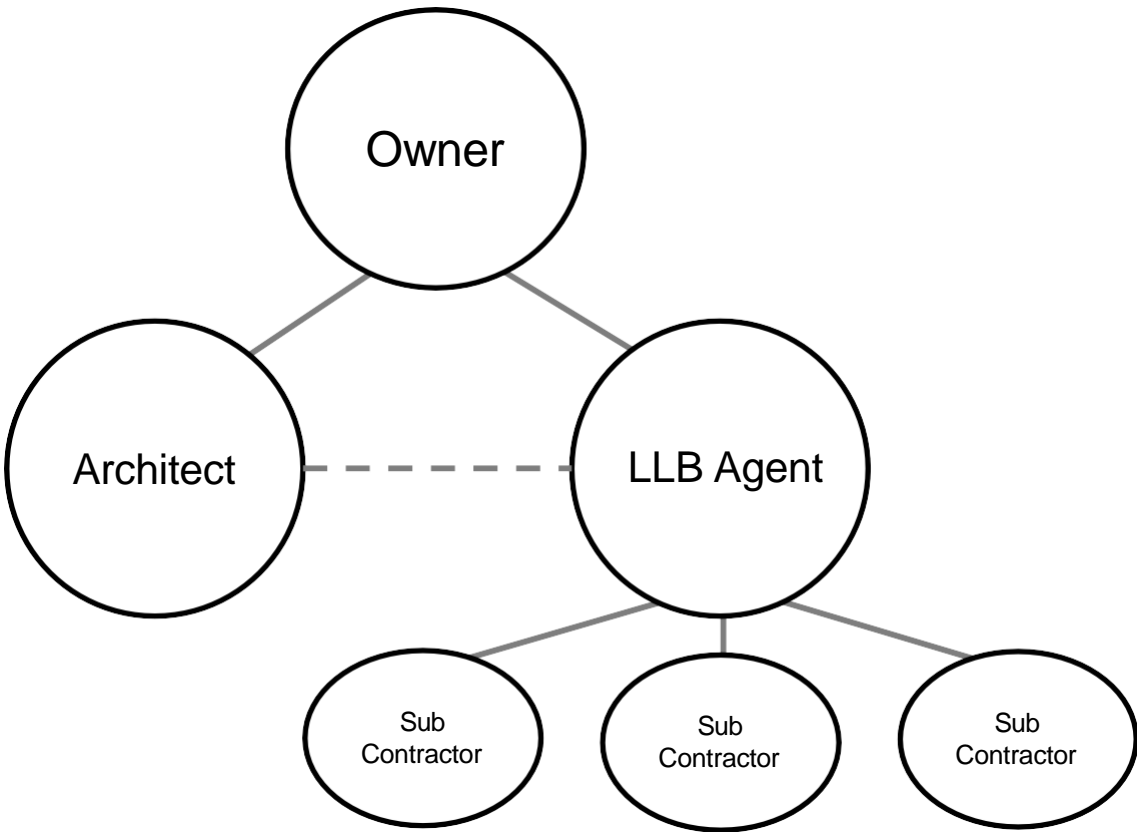 Owner
Architect
LLB Agent
Sub
Contractor
Sub
Contractor
Sub
Contractor